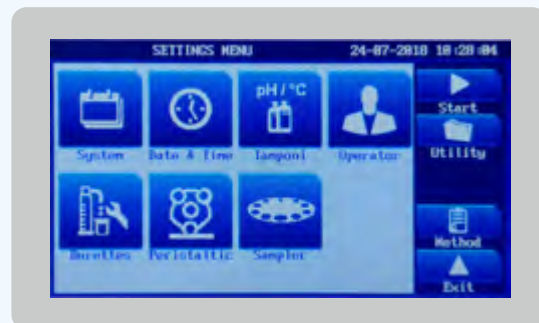 SETTINGS MENU 24-07-2018 10:28:04
pH/°C
System Date & Time Tamponi Operator
Burettes Peristaltic Sampler
Start
Utility
Method
Exit